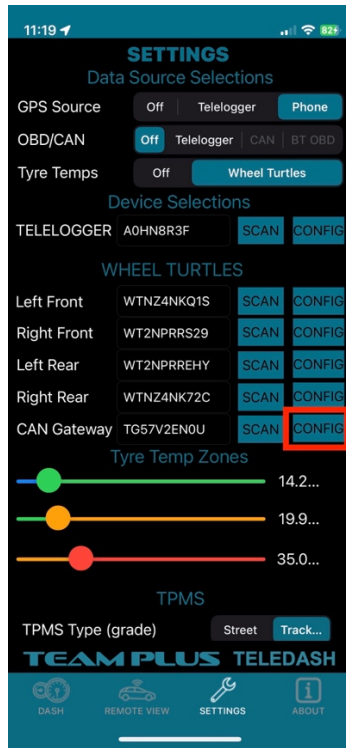 11:19
82
SETTINGS
Data Source Selections
GPS Source Off Telelogger Phone
OBD/CAN Off Telelogger CAN BT OBD
Tyre Temps Off Wheel Turtles
Device Selections
TELELOGGER A0HN8R3F SCAN CONFIG
WHEEL TURTLES
Left Front WTNZ4NKQ1S SCAN CONFIG
Right Front WT2NPRRS29 SCAN CONFIG
Left Rear WT2NPRREHY SCAN CONFIG
Right Rear WTNZ4NK72C SCAN CONFIG
CAN Gateway TG57V2EN0U SCAN CONFIG
Tyre Temp Zones
14.2...
19.9...
35.0...
TPMS
TPMS Type (grade) Street Track...
TEAM PLUS TELEDASH
DASH REMOTE VIEW SETTINGS ABOUT